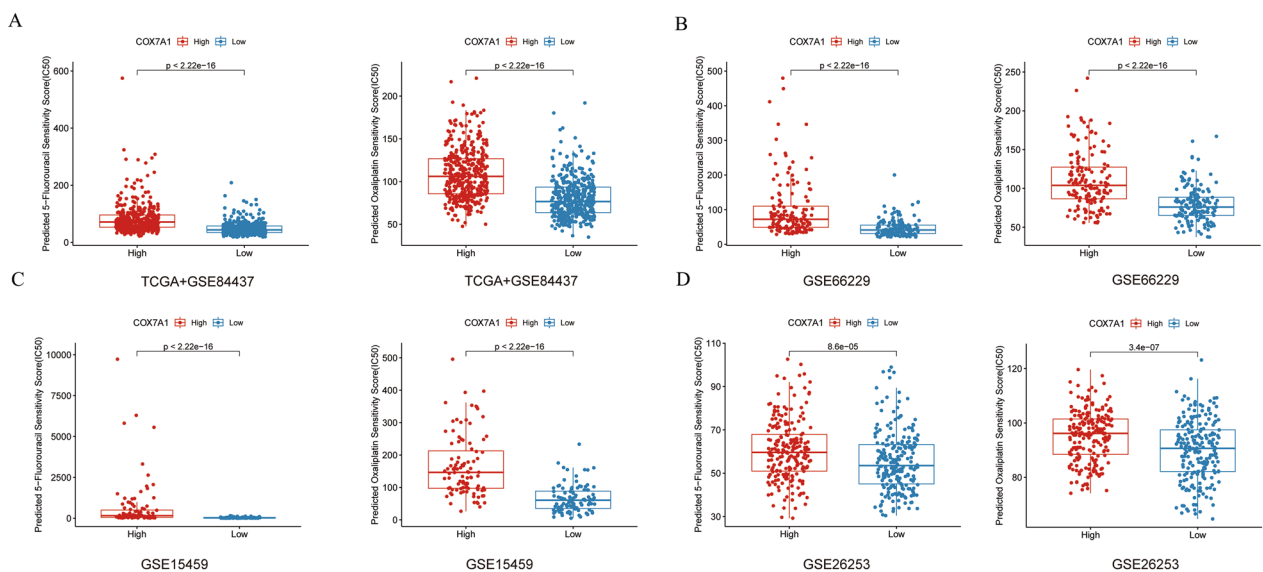 A
COX7A1 High Low
Predicted 5-Fluorouracil Sensitivity Score(IC50)
p < 2.22e-16
600
400
200
0
High Low
TCGA+GSE84437
COX7A1 High Low
Predicted Oxaliplatin Sensitivity Score(IC50)
p < 2.22e-16
200
150
100
50
High Low
TCGA+GSE84437
B
COX7A1 High Low
Predicted 5-Fluorouracil Sensitivity Score(IC50)
p < 2.22e-16
500
400
300
200
100
0
High Low
GSE66229
COX7A1 High Low
Predicted Oxaliplatin Sensitivity Score(IC50)
p < 2.22e-16
250
200
150
100
50
High Low
GSE66229
C
COX7A1 High Low
Predicted 5-Fluorouracil Sensitivity Score(IC50)
p < 2.22e-16
10000
7500
5000
2500
0
High Low
GSE15459
COX7A1 High Low
Predicted Oxaliplatin Sensitivity Score(IC50)
p < 2.22e-16
500
400
300
200
100
0
High Low
GSE15459
D
COX7A1 High Low
Predicted 5-Fluorouracil Sensitivity Score(IC50)
8.6e-05
110
90
70
50
30
High Low
GSE26253
COX7A1 High Low
Predicted Oxaliplatin Sensitivity Score(IC50)
3.4e-07
120
100
80
High Low
GSE26253